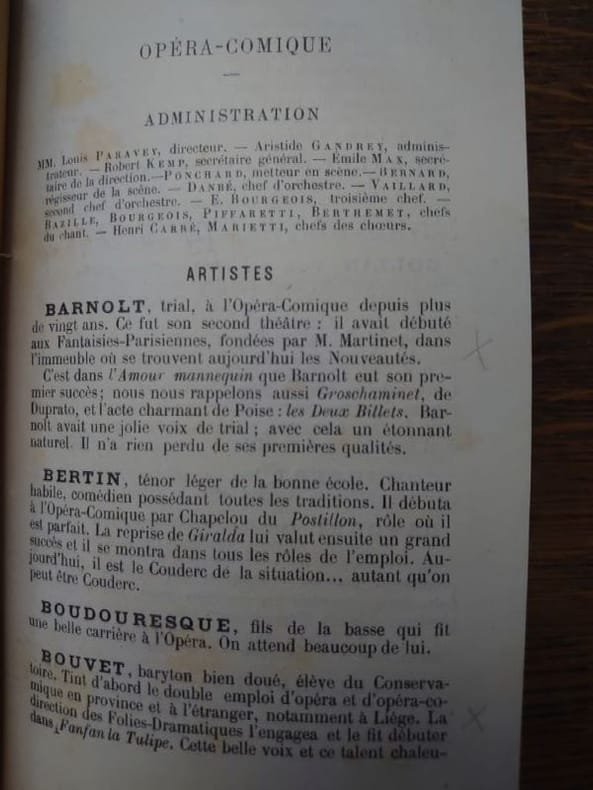 OPÉRA-COMIQUE
ADMINISTRATION
MM. Louis PARAVEY, directeur. — Aristide GANDREY, adminis-
trateur. — Robert KEMP, secrétaire général. — Émile MAX, secré-
taire de la direction. — PONCHARD, metteur en scène. — BERNARD,
régisseur de la scène. — DANBÉ, chef d'orchestre. — VAILLARD,
second chef d'orchestre. — E. BOURGEOIS, troisième chef. —
BAZILLE, BOURGEOIS, PIFFARETTI, BERTHEMET, chefs
du chant. — Henri CARRÉ, MARIETTI, chefs des chœurs.
ARTISTES
BARNOLT, trial, à l'Opéra-Comique depuis plus
de vingt ans. Ce fut son second théâtre : il avait débuté
aux Fantaisies-Parisiennes, fondées par M. Martinet, dans
l'immeuble où se trouvent aujourd'hui les Nouveautés.
C'est dans l'Amour mannequin que Barnolt eut son pre-
mier succès ; nous nous rappelons aussi Groschaminet, de
Duprato, et l'acte charmant de Poise : les Deux Billets. Bar-
nolt avait une jolie voix de trial ; avec cela un étonnant
naturel. Il n'a rien perdu de ses premières qualités.
BERTIN, ténor léger de la bonne école. Chanteur
habile, comédien possédant toutes les traditions. Il débuta
à l'Opéra-Comique par Chapelou du Postillon, rôle où il
est parfait. La reprise de Giralda lui valut ensuite un grand
succès et il se montra dans tous les rôles de l'emploi. Au-
jourd'hui, il est le Couderc de la situation... autant qu'on
peut être Couderc.
BOUDOURESQUE, fils de la basse qui fit
une belle carrière à l'Opéra. On attend beaucoup de lui.
BOUVET, baryton bien doué, élève du Conserva-
toire. Tint d'abord le double emploi d'opéra et d'opéra-co-
mique en province et à l'étranger, notamment à Liège. La
direction des Folies-Dramatiques l'engagea et le fit débuter
dans Fanfan la Tulipe. Cette belle voix et ce talent chaleu-